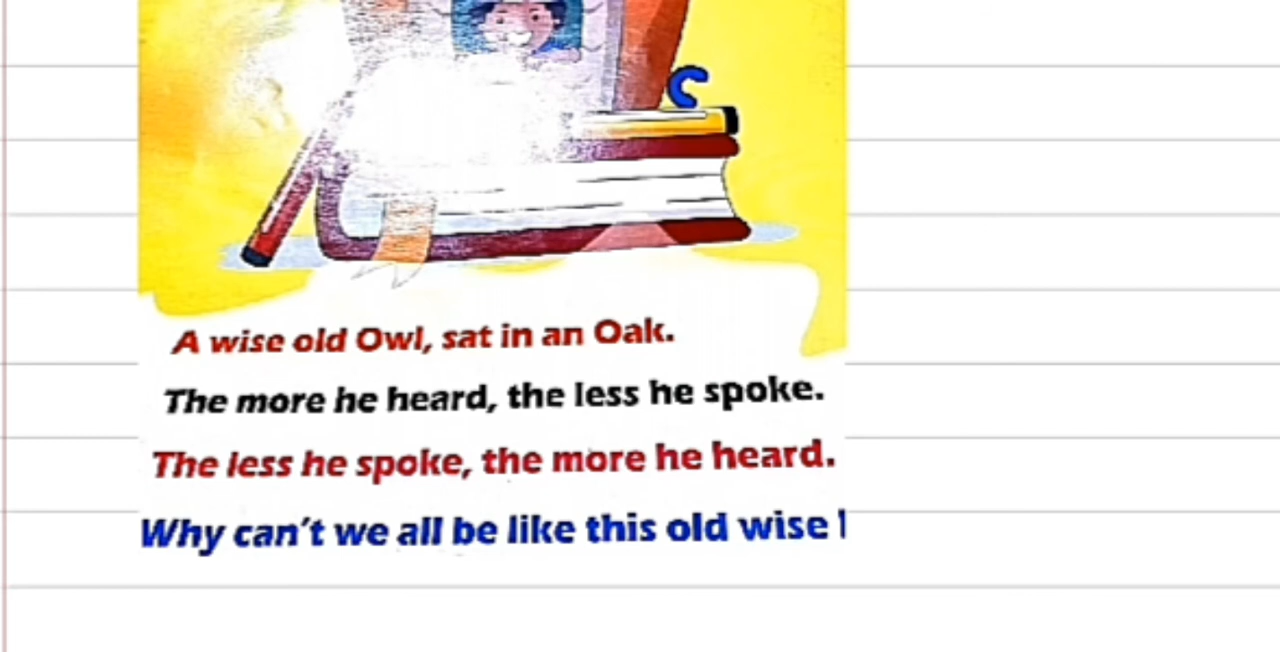 A wise old Owl, sat in an Oak.
The more he heard, the less he spoke.
The less he spoke, the more he heard.
Why can't we all be like this old wise